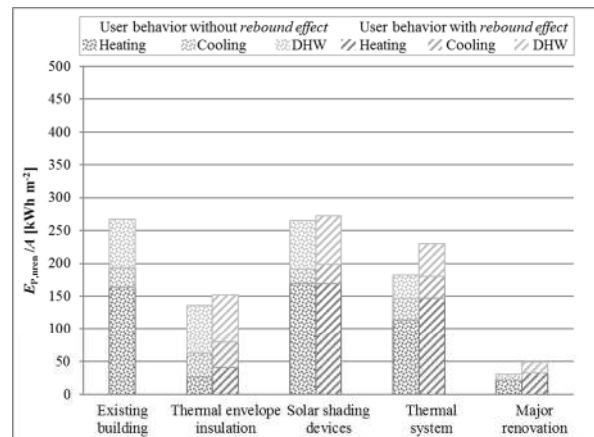 User behavior without rebound effect User behavior with rebound effect
Heating Cooling DHW Heating Cooling DHW
500
450
400
350
300
250
200
150
100
50
0
E_P,nren /A [kWh m⁻²]
Existing building
Thermal envelope insulation
Solar shading devices
Thermal system
Major renovation